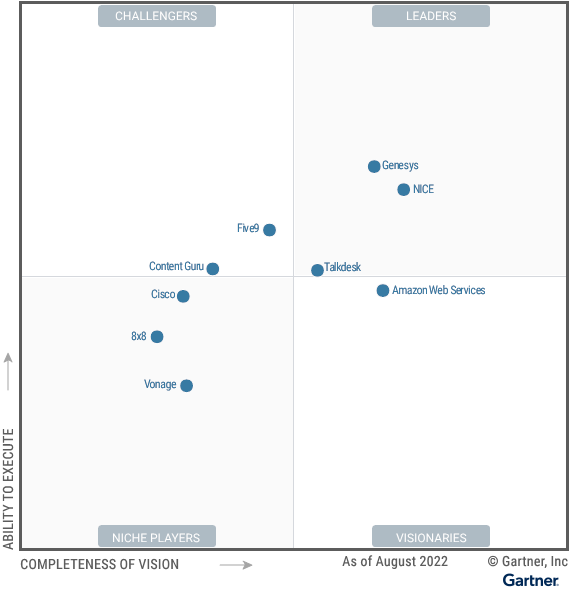 CHALLENGERS
LEADERS
Genesys
NICE
Five9
Content Guru
Talkdesk
Cisco
Amazon Web Services
8x8
Vonage
ABILITY TO EXECUTE
NICHE PLAYERS
VISIONARIES
COMPLETENESS OF VISION
As of August 2022
© Gartner, Inc
Gartner